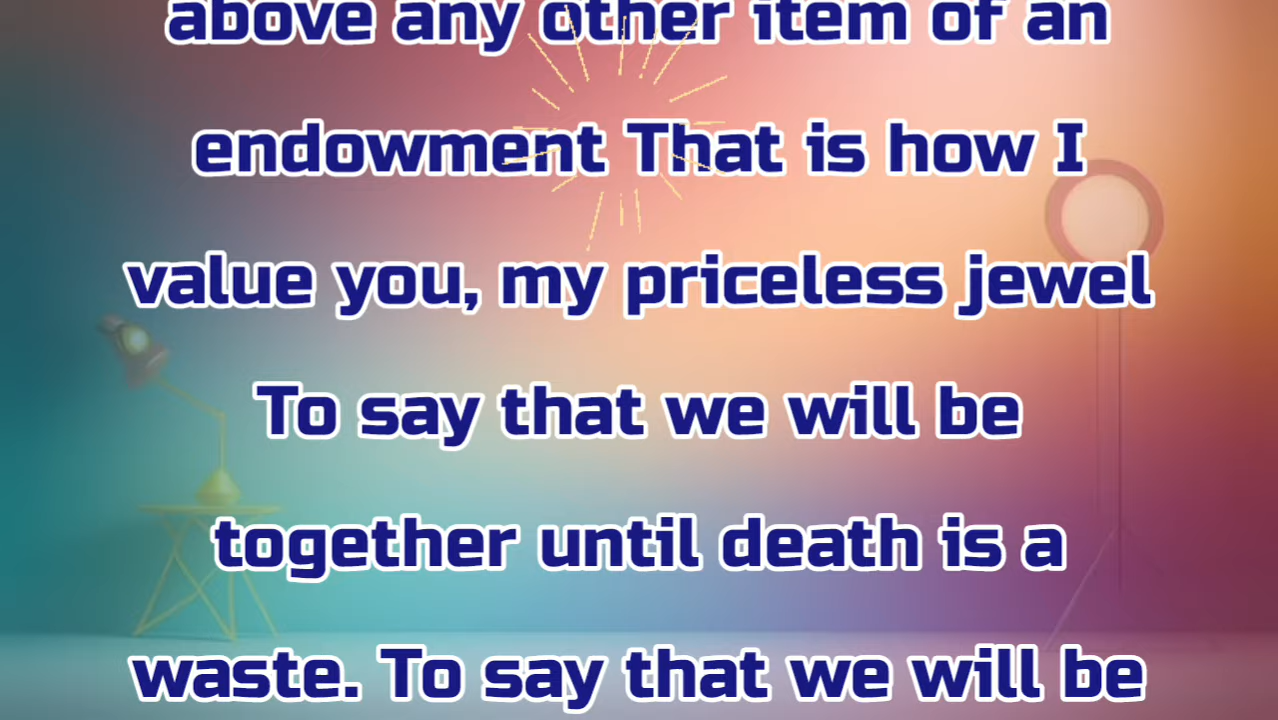 above any other item of an
endowment That is how I
value you, my priceless jewel
To say that we will be
together until death is a
waste. To say that we will be